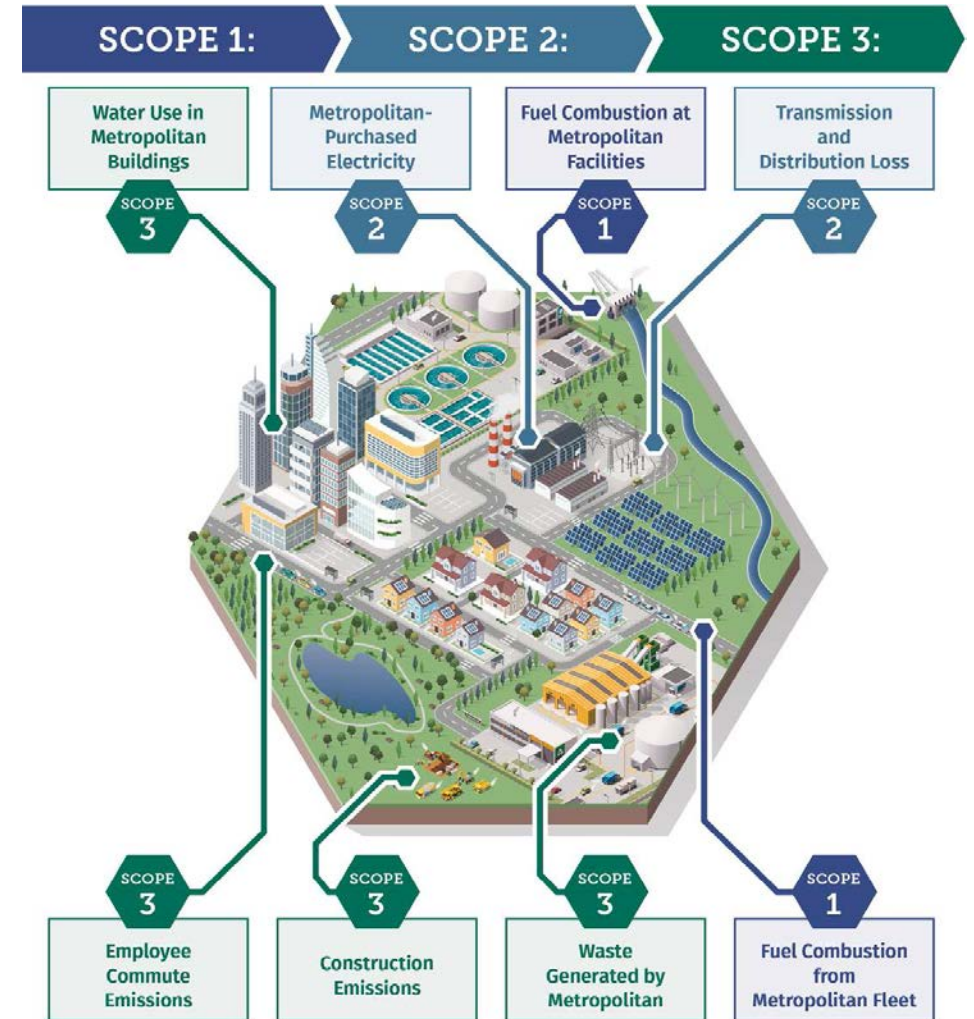 SCOPE 1:
SCOPE 2:
SCOPE 3:
Water Use in
Metropolitan
Buildings
SCOPE
3
Metropolitan-
Purchased
Electricity
SCOPE
2
Fuel Combustion at
Metropolitan
Facilities
SCOPE
1
Transmission
and
Distribution Loss
SCOPE
2
SCOPE
3
Employee
Commute
Emissions
SCOPE
3
Construction
Emissions
SCOPE
3
Waste
Generated by
Metropolitan
SCOPE
1
Fuel Combustion
from
Metropolitan Fleet